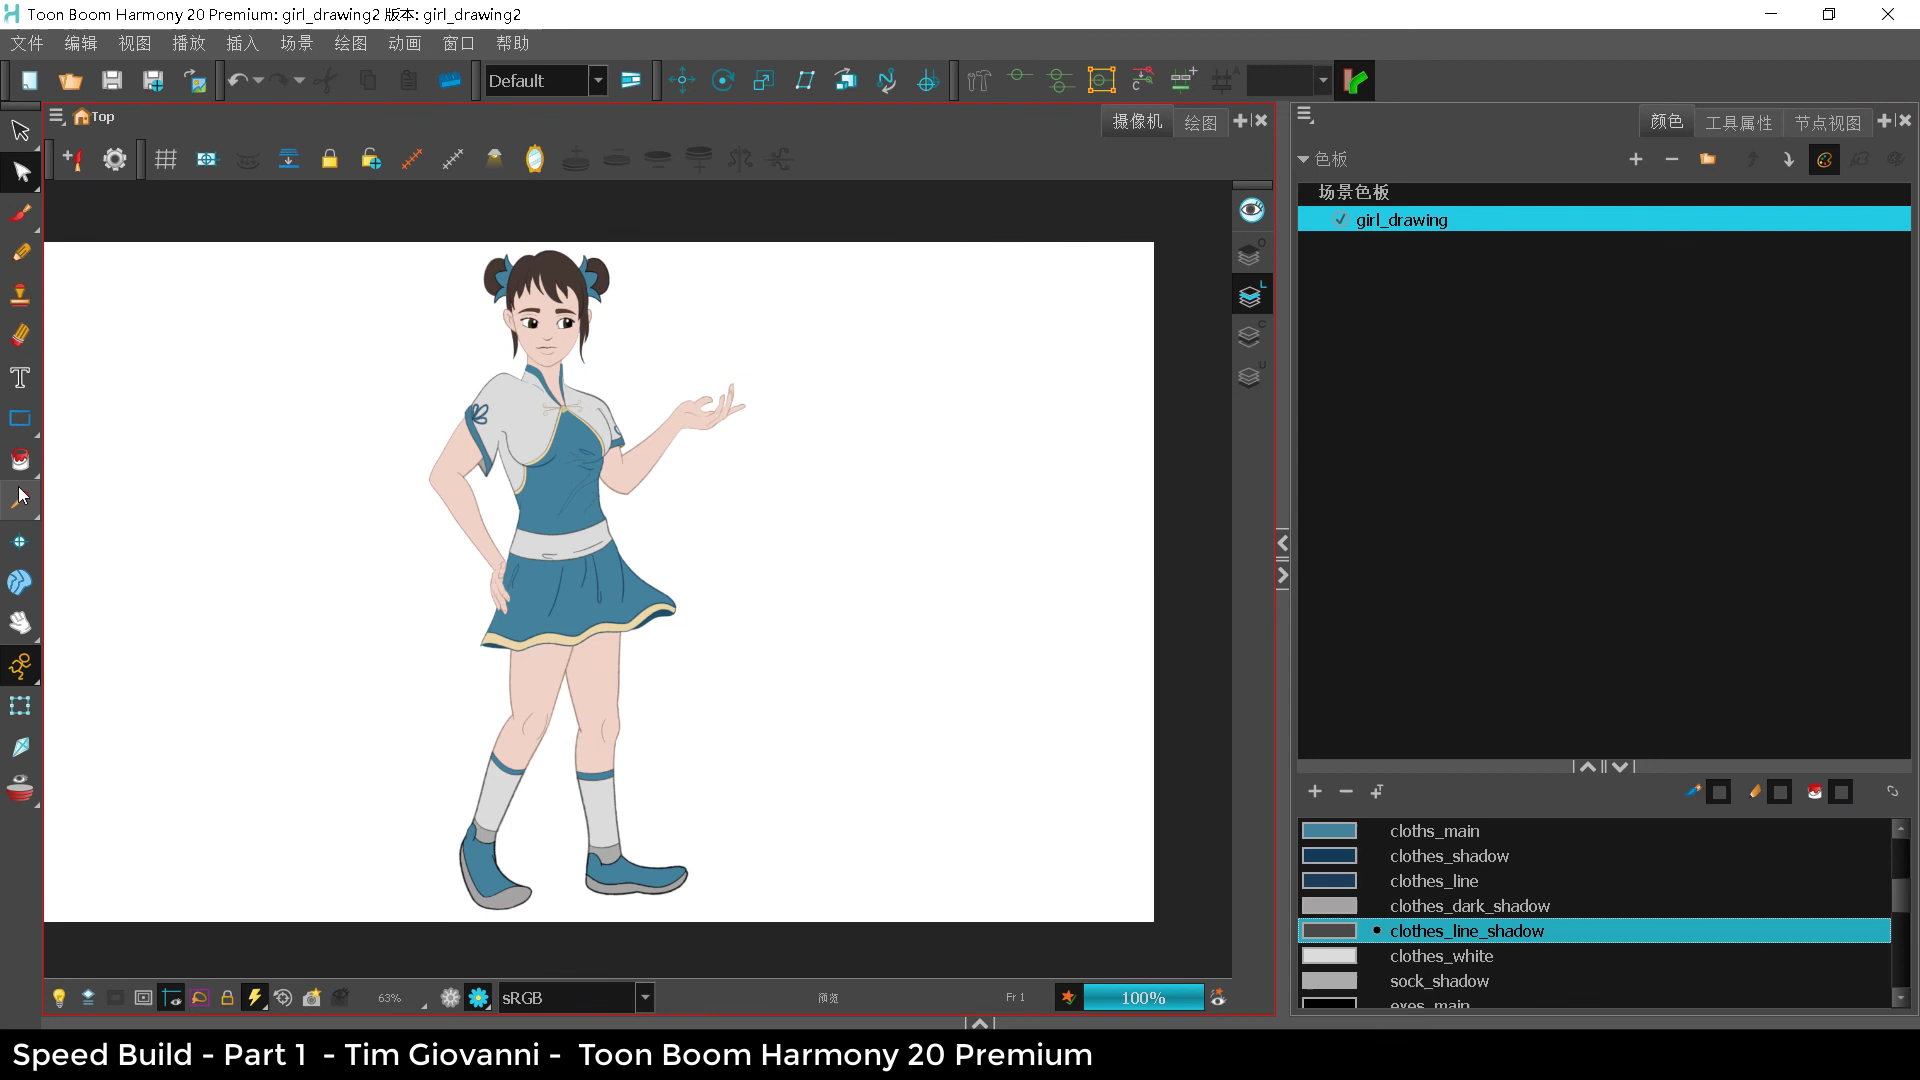 Toon Boom Harmony 20 Premium: girl_drawing2 版本: girl_drawing2
文件 编辑 视图 播放 插入 场景 绘图 动画 窗口 帮助
Default
Top
摄像机 绘图
颜色 工具属性 节点视图
色板
场景色板
girl_drawing
O
L
C
U
cloths_main
clothes_shadow
clothes_line
clothes_dark_shadow
clothes_line_shadow
clothes_white
sock_shadow
eyes_main
63%
sRGB
预览
Fr 1
100%
Speed Build - Part 1 - Tim Giovanni - Toon Boom Harmony 20 Premium